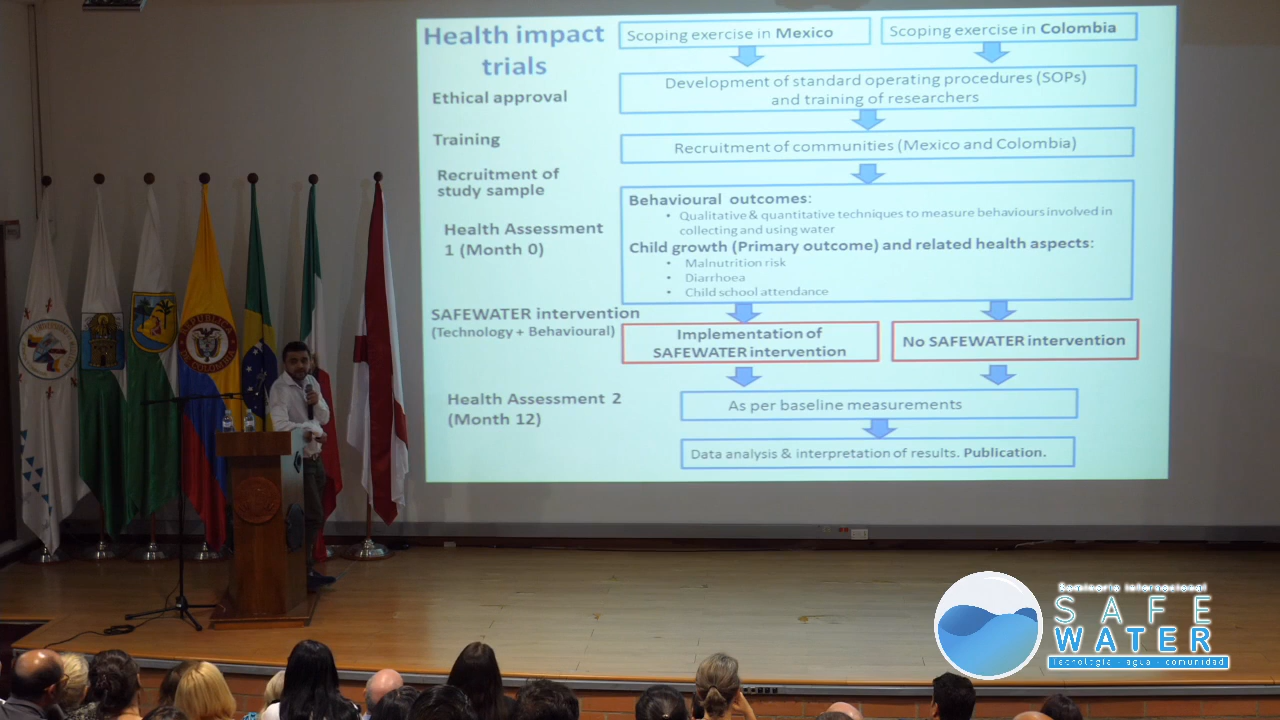 Health impact
trials
Scoping exercise in Mexico
Scoping exercise in Colombia
Ethical approval
Development of standard operating procedures (SOPs)
and training of researchers
Training
Recruitment of communities (Mexico and Colombia)
Recruitment of
study sample
Health Assessment
1 (Month 0)
Behavioural outcomes:
• Qualitative & quantitative techniques to measure behaviours involved in
collecting and using water
Child growth (Primary outcome) and related health aspects:
• Malnutrition risk
• Diarrhoea
• Child school attendance
SAFEWATER intervention
(Technology + Behavioural)
Implementation of
SAFEWATER intervention
No SAFEWATER intervention
Health Assessment 2
(Month 12)
As per baseline measurements
Data analysis & interpretation of results. Publication.
Seminario internacional
SAFE
WATER
tecnología - agua - comunidad